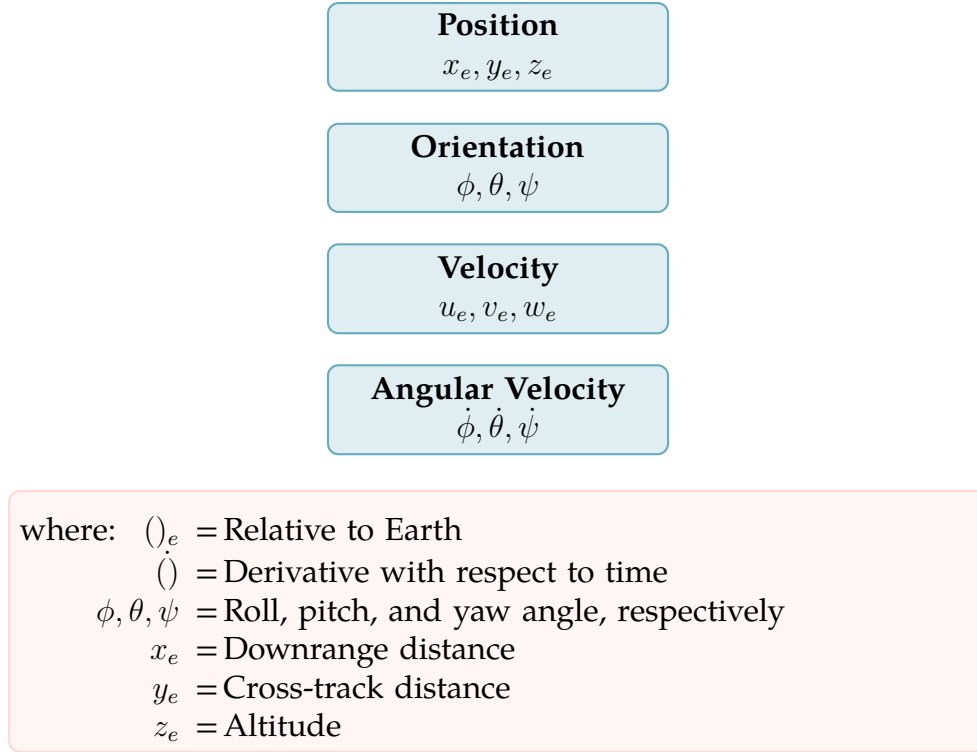 Position
x_e, y_e, z_e
Orientation
ϕ, θ, ψ
Velocity
u_e, v_e, w_e
Angular Velocity
ϕ̇, θ̇, ψ̇
where: ()_e = Relative to Earth
(̇) = Derivative with respect to time
ϕ, θ, ψ = Roll, pitch, and yaw angle, respectively
x_e = Downrange distance
y_e = Cross-track distance
z_e = Altitude